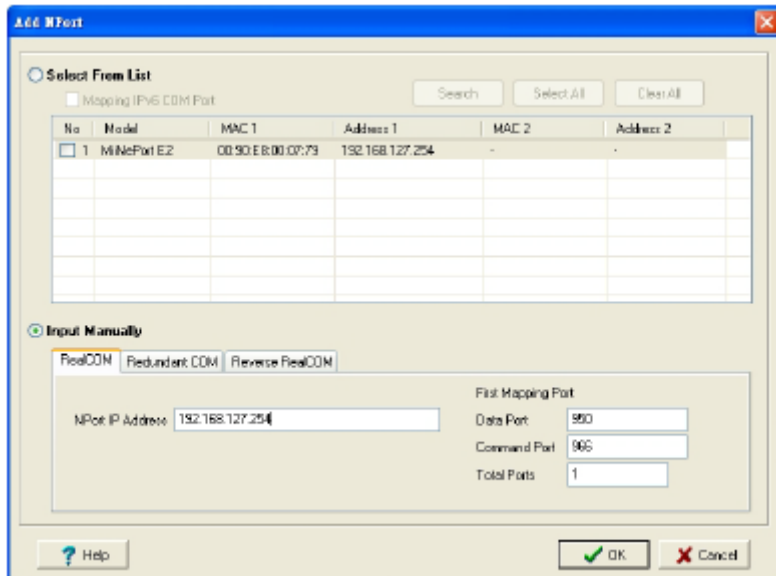 Add NPort
Select From List
Mapping IPv6 COM Port
Search Select All Clear All
No Model MAC 1 Address 1 MAC 2 Address 2
1 MiiNePort E2 00:90:E8:00:07:79 192.168.127.254 - -
Input Manually
RealCOM Redundant COM Reverse RealCOM
First Mapping Port
NPort IP Address 192.168.127.254
Data Port 950
Command Port 966
Total Ports 1
? Help OK Cancel